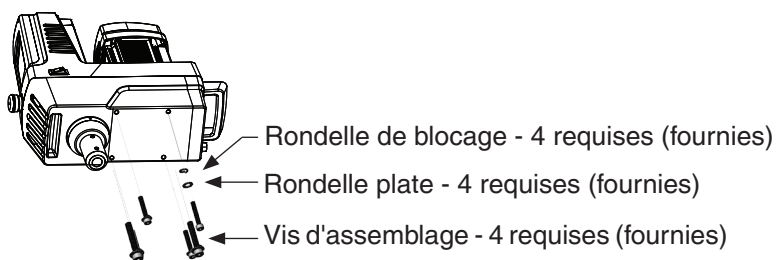 Rondelle de blocage - 4 requises (fournies)
Rondelle plate - 4 requises (fournies)
Vis d'assemblage - 4 requises (fournies)